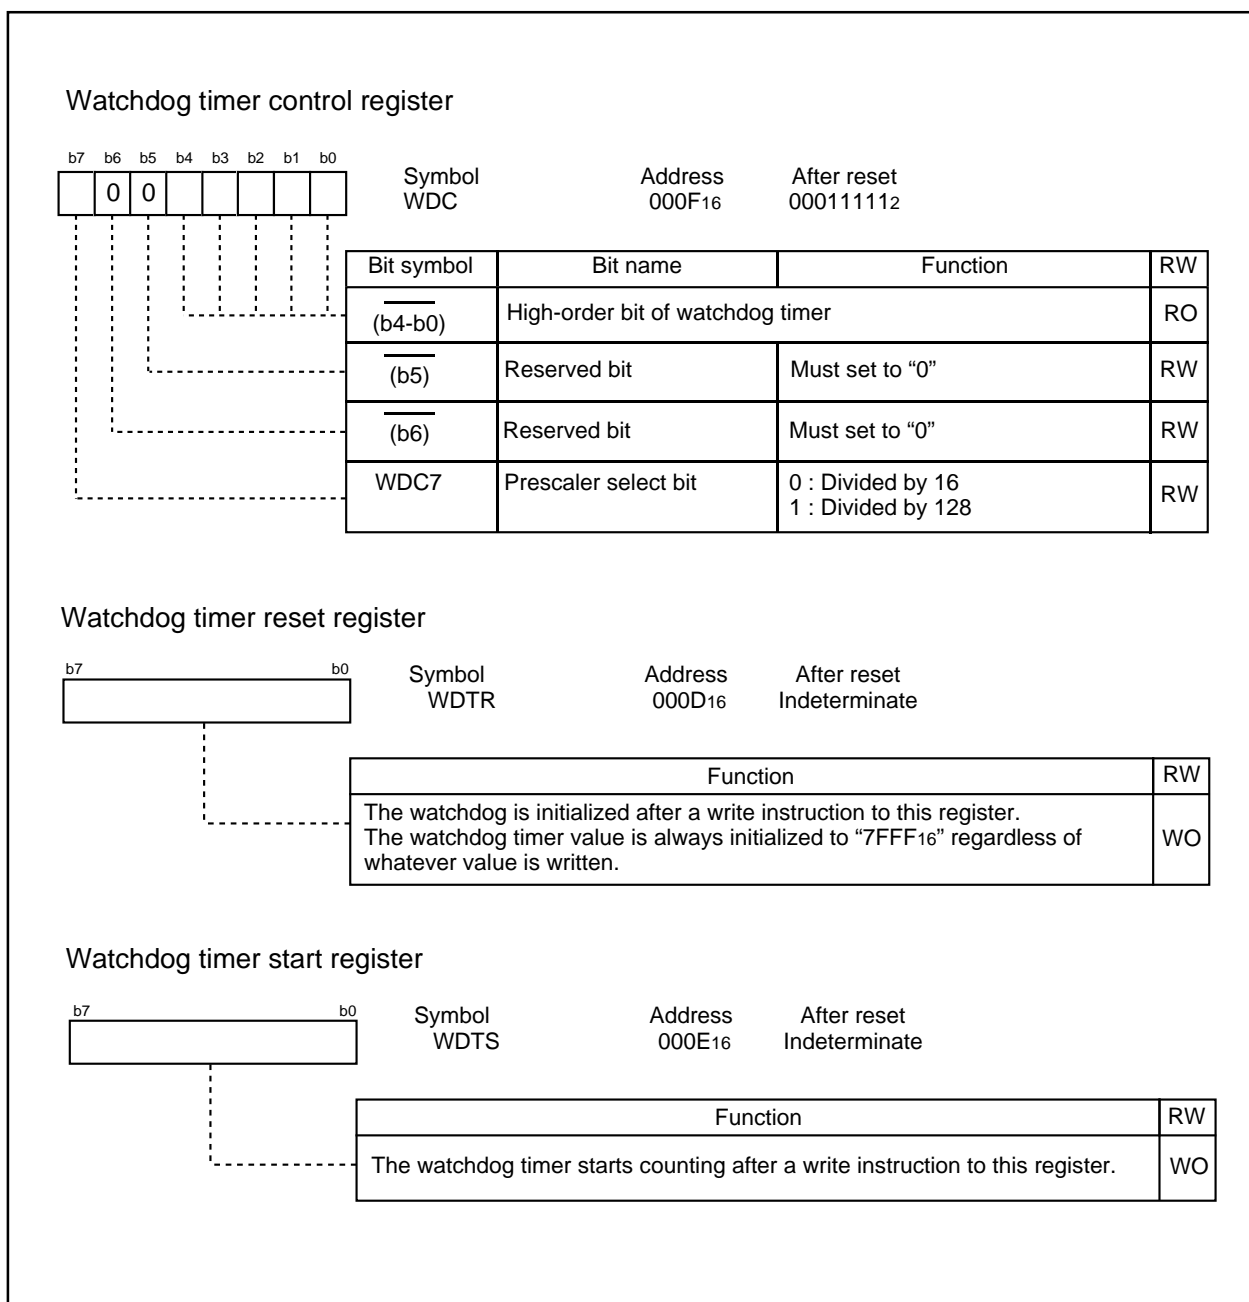 Watchdog timer control register
b7 b6 b5 b4 b3 b2 b1 b0
0 0
Symbol Address After reset
WDC 000F16 000111112
Bit symbol Bit name Function RW
(b4-b0) High-order bit of watchdog timer RO
(b5) Reserved bit Must set to “0” RW
(b6) Reserved bit Must set to “0” RW
WDC7 Prescaler select bit 0 : Divided by 16
1 : Divided by 128 RW
Watchdog timer reset register
b7 b0
Symbol Address After reset
WDTR 000D16 Indeterminate
Function RW
The watchdog is initialized after a write instruction to this register.
The watchdog timer value is always initialized to “7FFF16” regardless of
whatever value is written.
WO
Watchdog timer start register
b7 b0
Symbol Address After reset
WDTS 000E16 Indeterminate
Function RW
The watchdog timer starts counting after a write instruction to this register. WO